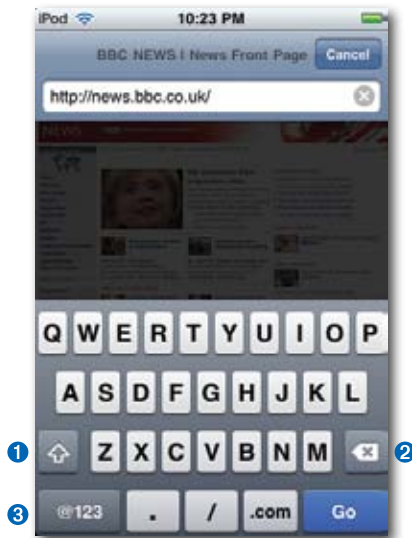 iPod 10:23 PM
BBC NEWS | News Front Page Cancel
http://news.bbc.co.uk/
NEWS
Q W E R T Y U I O P
A S D F G H J K L
1 Z X C V B N M 2
3 @123 . / .com Go